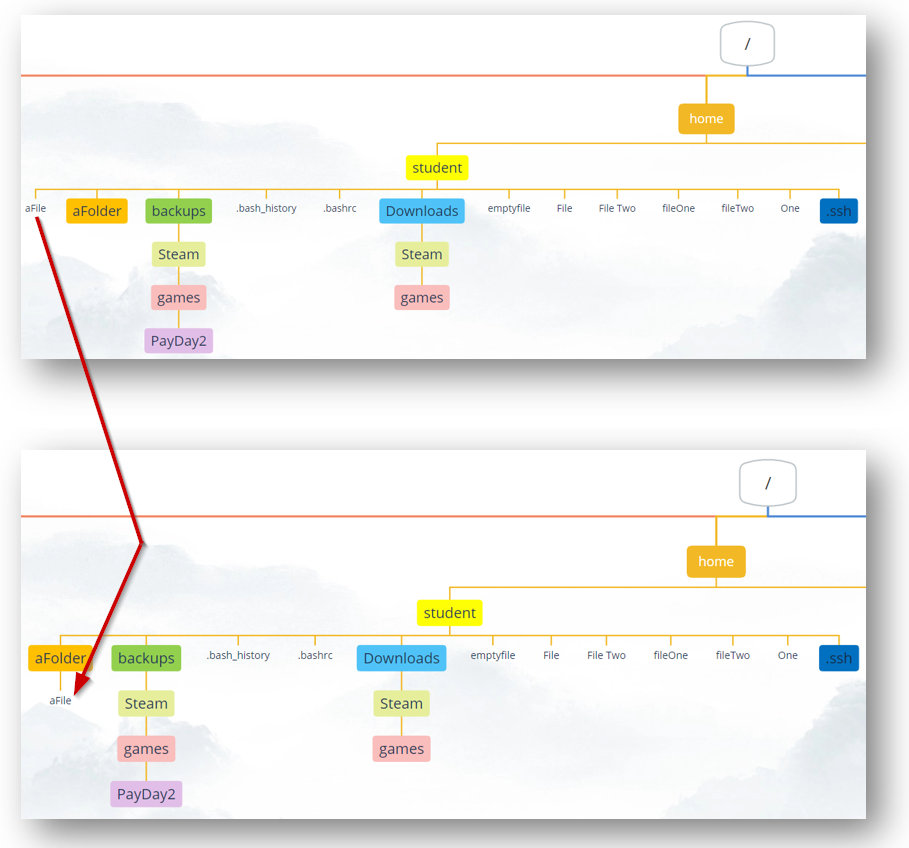 /
home
student
aFile aFolder backups .bash_history .bashrc Downloads emptyfile File File Two fileOne fileTwo One .ssh
Steam Steam
games games
PayDay2
/
home
student
aFolder backups .bash_history .bashrc Downloads emptyfile File File Two fileOne fileTwo One .ssh
aFile Steam Steam
games games
PayDay2